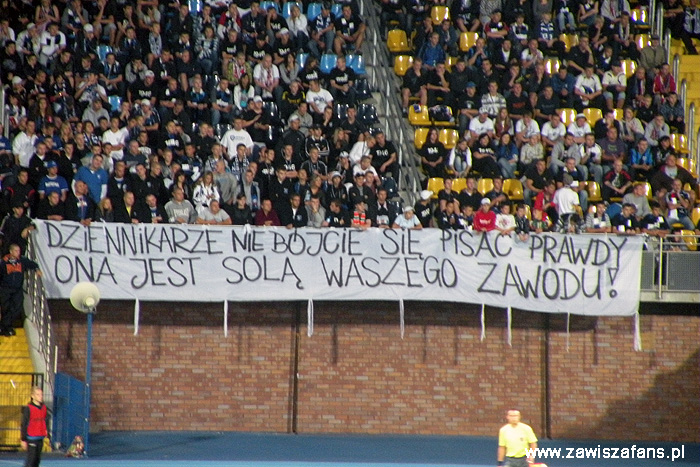 DZIENNIKARZE NIE BÓJCIE SIĘ PISAĆ PRAWDY
ONA JEST SOLĄ WASZEGO ZAWODU!
www.zawiszafans.pl